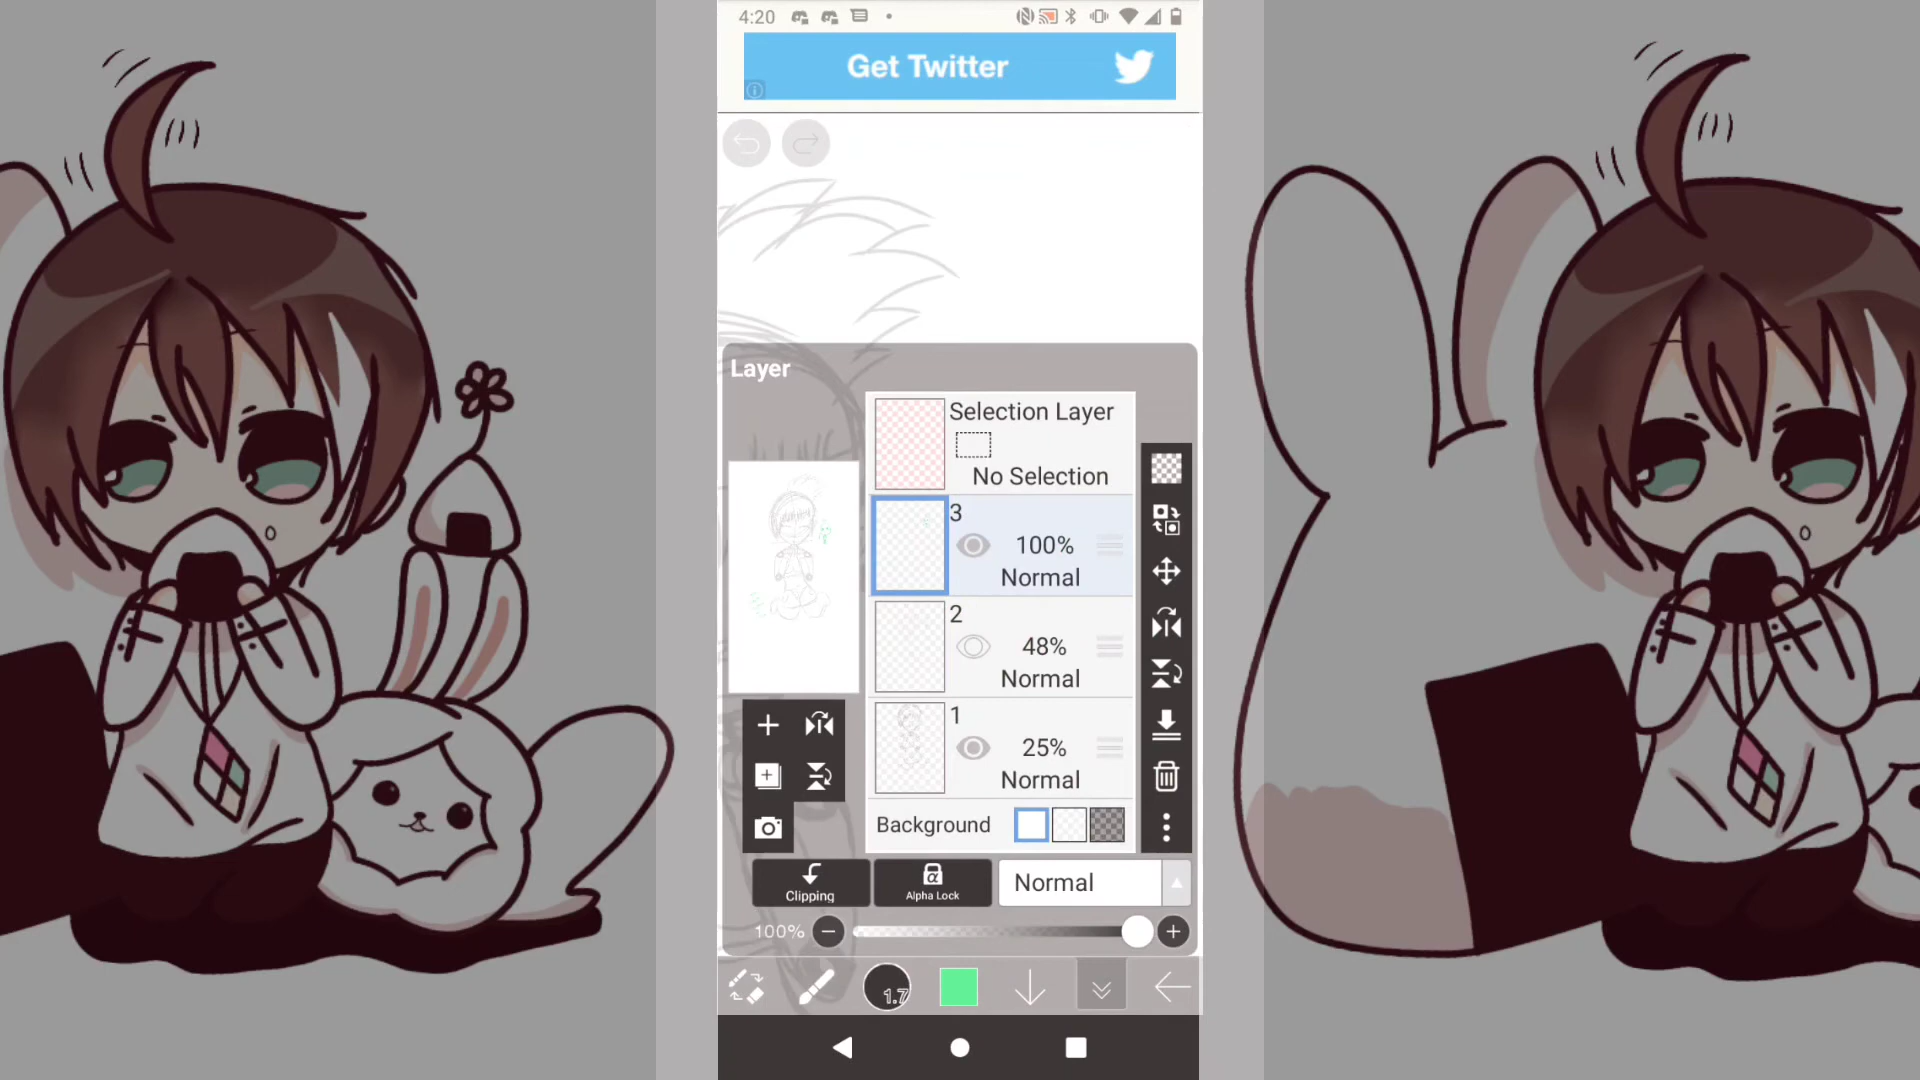 4:20
Get Twitter
Layer
Selection Layer
No Selection
3
100%
Normal
2
48%
Normal
1
25%
Normal
Background
Clipping
α
Alpha Lock
Normal
100%
1.7